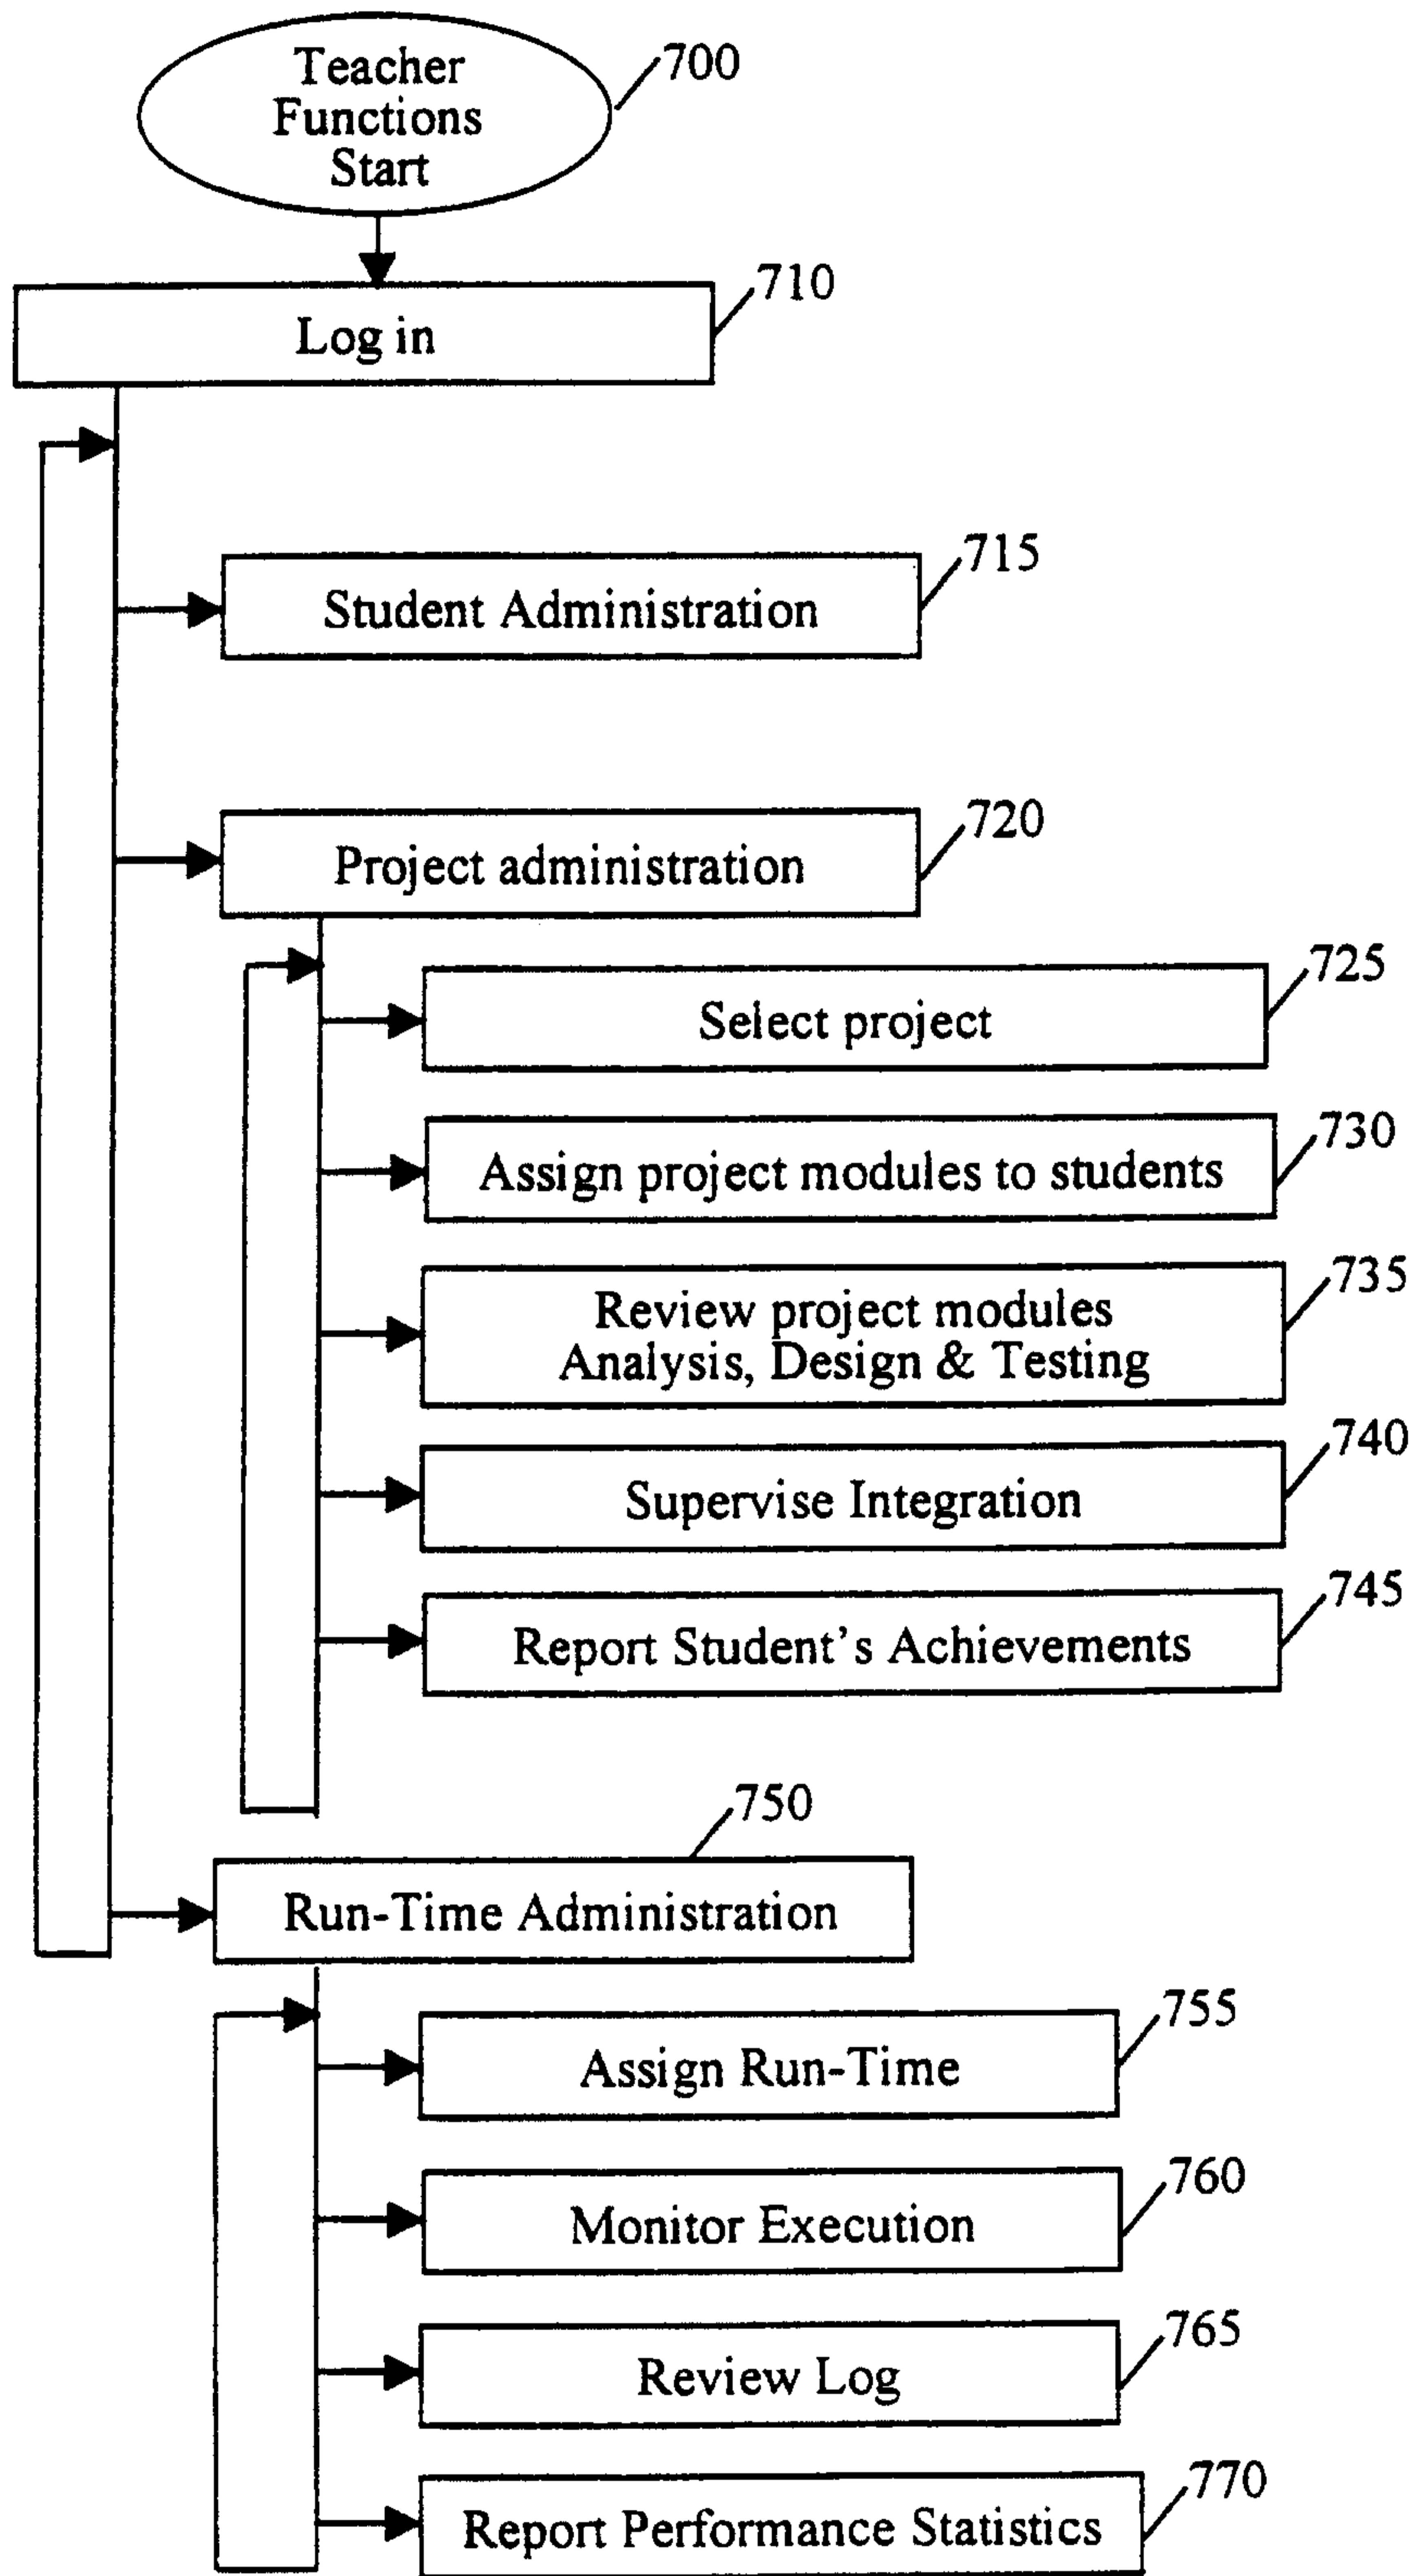 Teacher
Functions
Start
700
Log in
710
Student Administration
715
Project administration
720
Select project
725
Assign project modules to students
730
Review project modules
Analysis, Design & Testing
735
Supervise Integration
740
Report Student's Achievements
745
Run-Time Administration
750
Assign Run-Time
755
Monitor Execution
760
Review Log
765
Report Performance Statistics
770